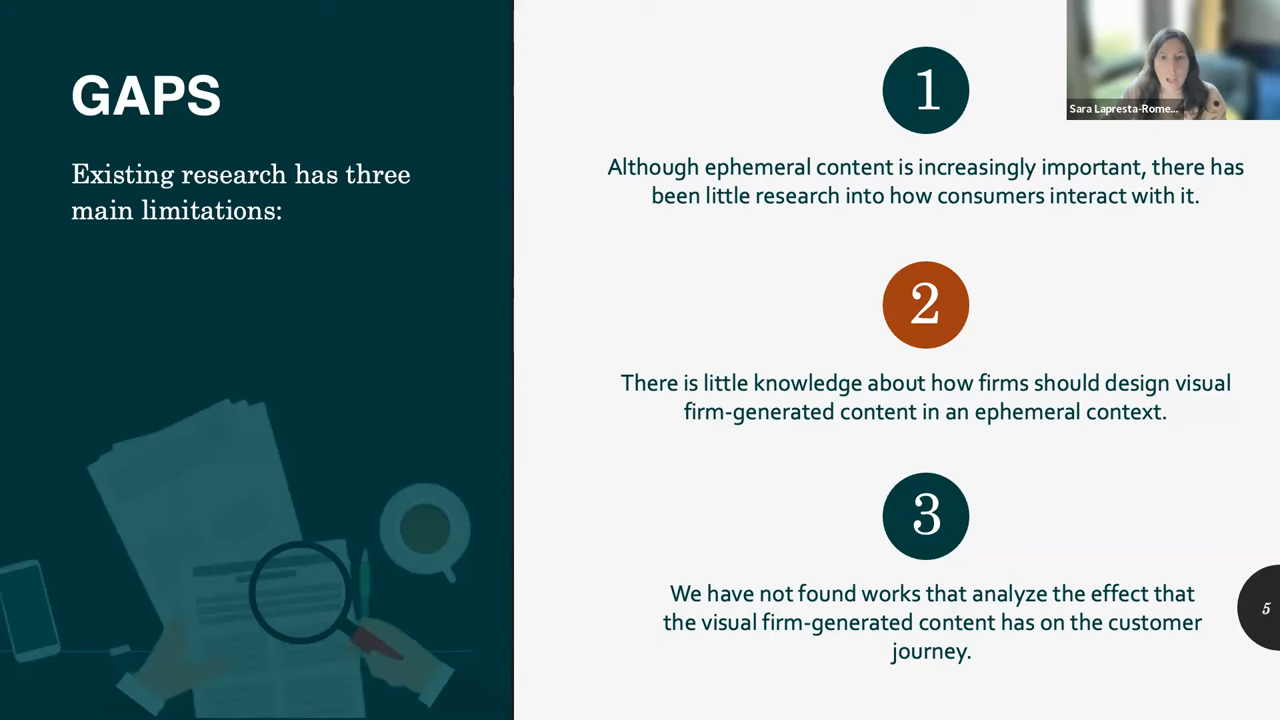 GAPS
Existing research has three
main limitations:
1
Although ephemeral content is increasingly important, there has
been little research into how consumers interact with it.
2
There is little knowledge about how firms should design visual
firm-generated content in an ephemeral context.
3
We have not found works that analyze the effect that
the visual firm-generated content has on the customer
journey.
Sara Lapresta-Rome...
5